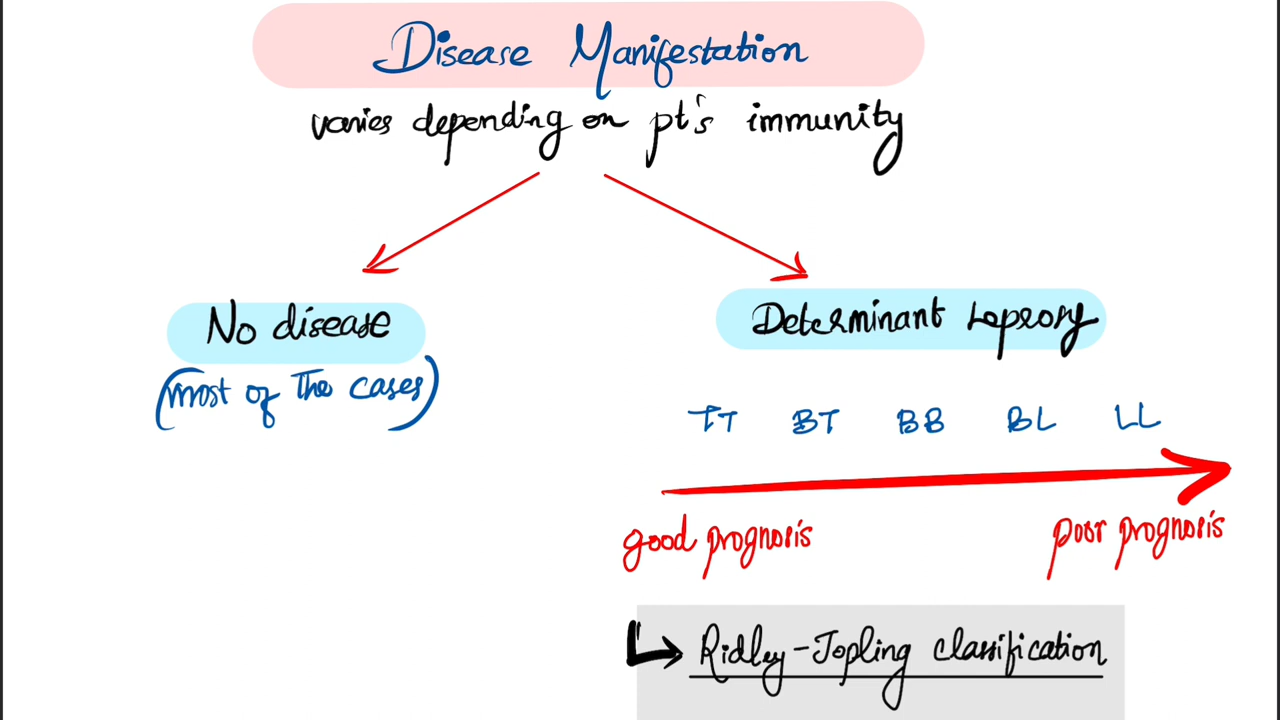 Disease Manifestation
varies depending on pt's immunity
No disease
(most of the cases)
Determinant Leprosy
TT BT BB BL LL
good prognosis
poor prognosis
Ridley-Jopling classification